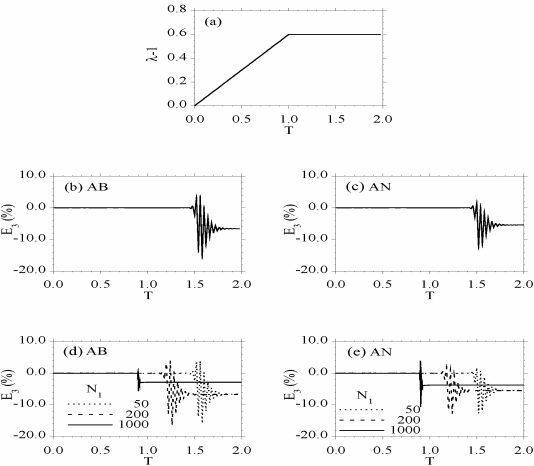 0.8
(a)
0.6
λ-1
0.4
0.2
0.0
0.0 0.5 1.0 1.5 2.0
T
10.0 (b) AB
0.0
E3 (%)
-10.0
-20.0
0.0 0.5 1.0 1.5 2.0
T
10.0 (c) AN
0.0
E3 (%)
-10.0
-20.0
0.0 0.5 1.0 1.5 2.0
T
10.0 (d) AB
0.0
E3 (%)
N1
-10.0
50
200
1000
-20.0
0.0 0.5 1.0 1.5 2.0
T
10.0 (e) AN
0.0
E3 (%)
N1
-10.0
50
200
1000
-20.0
0.0 0.5 1.0 1.5 2.0
T